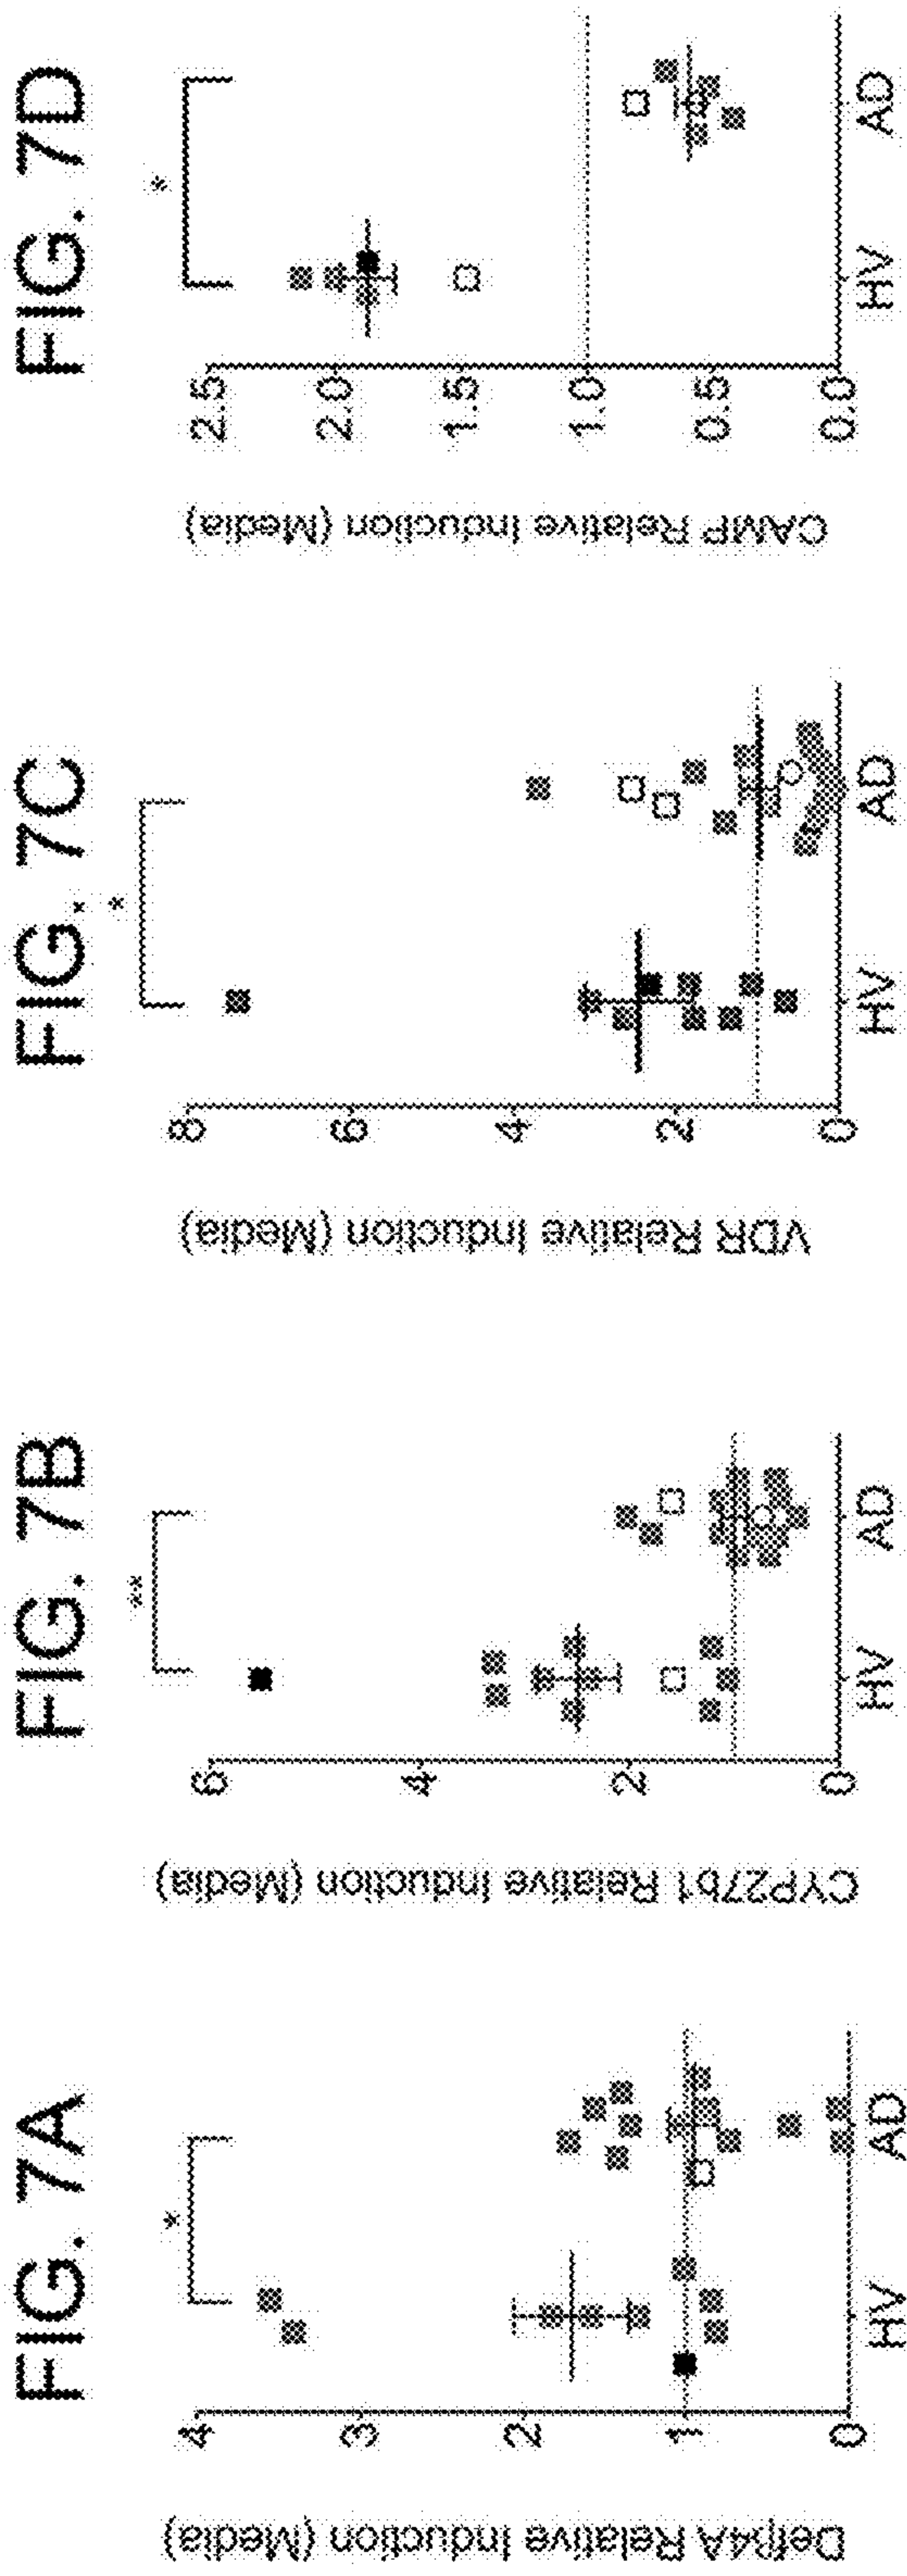 FIG. 7A
*
Defβ4A Relative Induction (Media)
4
3
2
1
0
HV
AD
FIG. 7B
**
CYP27b1 Relative Induction (Media)
6
4
2
0
HV
AD
FIG. 7C
*
VDR Relative Induction (Media)
8
6
4
2
0
HV
AD
FIG. 7D
*
CAMP Relative Induction (Media)
2.5
2.0
1.5
1.0
0.5
0.0
HV
AD